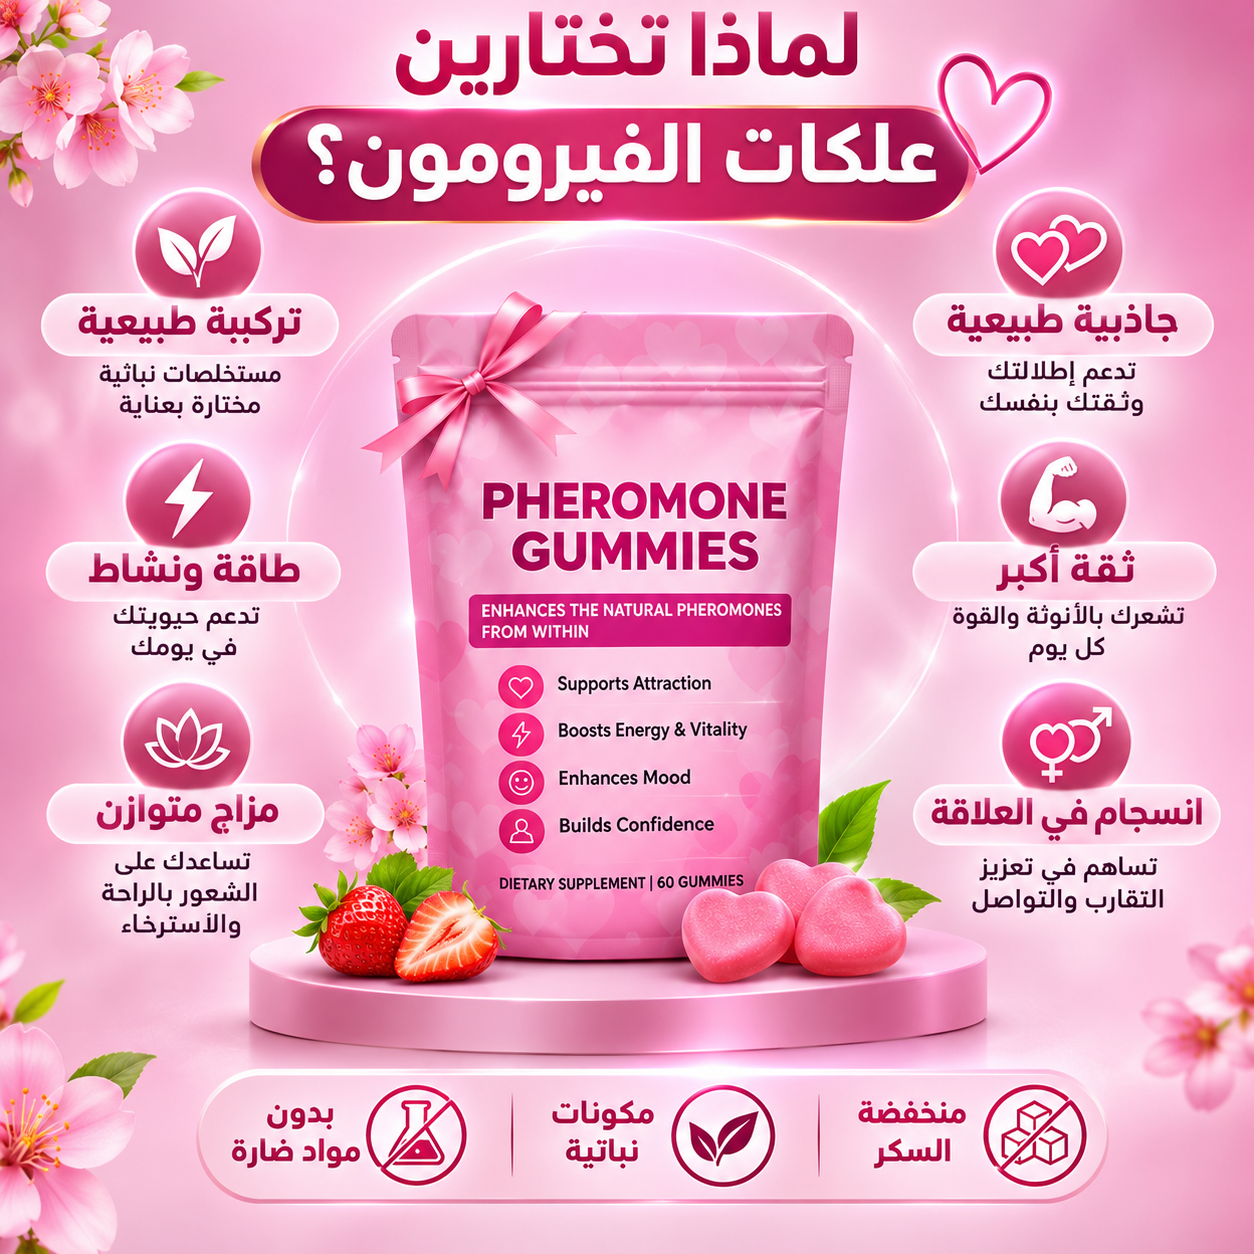 لماذا تختارين
علكات الفيرومون؟
جاذبية طبيعية
تدعم إطلالتك
وثقتك بنفسك
ثقة أكبر
تشعرك بالأنوثة والقوة
كل يوم
انسجام في العلاقة
تساهم في تعزيز
التقارب والتواصل
تركيبة طبيعية
مستخلصات نباتية
مختارة بعناية
طاقة ونشاط
تدعم حيويتك
في يومك
مزاج متوازن
تساعدك على
الشعور بالراحة
والأسترخاء
PHEROMONE
GUMMIES
ENHANCES THE NATURAL PHEROMONES
FROM WITHIN
Supports Attraction
Boosts Energy & Vitality
Enhances Mood
Builds Confidence
DIETARY SUPPLEMENT | 60 GUMMIES
منخفضة
السكر
مكونات
نباتية
بدون
مواد ضارة